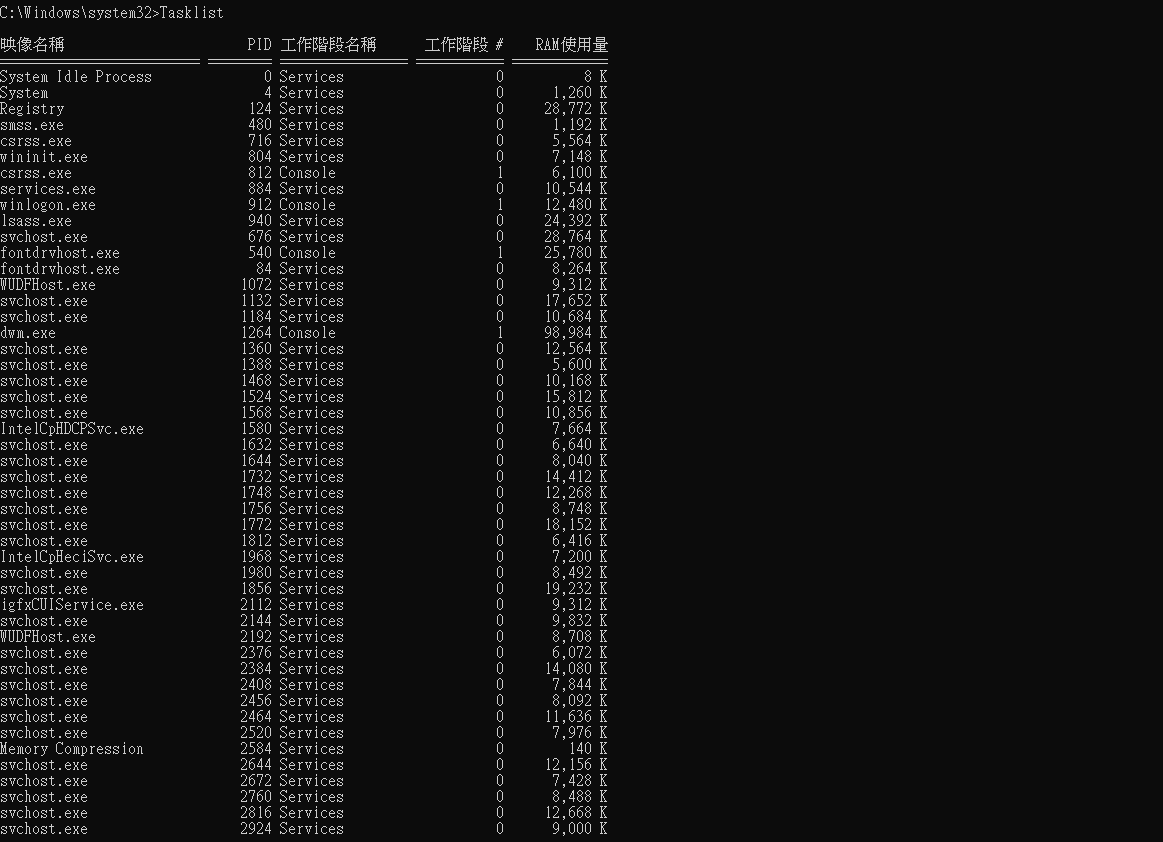 C:\Windows\system32>Tasklist
映像名稱 PID 工作階段名稱 工作階段 # RAM使用量
System Idle Process 0 Services 0 8 K
System 4 Services 0 1,260 K
Registry 124 Services 0 28,772 K
smss.exe 480 Services 0 1,192 K
csrss.exe 716 Services 0 5,564 K
wininit.exe 804 Services 0 7,148 K
csrss.exe 812 Console 1 6,100 K
services.exe 884 Services 0 10,544 K
winlogon.exe 912 Console 1 12,480 K
lsass.exe 940 Services 0 24,392 K
svchost.exe 676 Services 0 28,764 K
fontdrvhost.exe 540 Console 1 25,780 K
fontdrvhost.exe 84 Services 0 8,264 K
WUDFHost.exe 1072 Services 0 9,312 K
svchost.exe 1132 Services 0 17,652 K
svchost.exe 1184 Services 0 10,684 K
dwm.exe 1264 Console 1 98,984 K
svchost.exe 1360 Services 0 12,564 K
svchost.exe 1388 Services 0 5,600 K
svchost.exe 1468 Services 0 10,168 K
svchost.exe 1524 Services 0 15,812 K
svchost.exe 1568 Services 0 10,856 K
IntelCpHDCPSvc.exe 1580 Services 0 7,664 K
svchost.exe 1632 Services 0 6,640 K
svchost.exe 1644 Services 0 8,040 K
svchost.exe 1732 Services 0 14,412 K
svchost.exe 1748 Services 0 12,268 K
svchost.exe 1756 Services 0 8,748 K
svchost.exe 1772 Services 0 18,152 K
svchost.exe 1812 Services 0 6,416 K
IntelCpHeciSvc.exe 1968 Services 0 7,200 K
svchost.exe 1980 Services 0 8,492 K
svchost.exe 1856 Services 0 19,232 K
igfxCUIService.exe 2112 Services 0 9,312 K
svchost.exe 2144 Services 0 9,832 K
WUDFHost.exe 2192 Services 0 8,708 K
svchost.exe 2376 Services 0 6,072 K
svchost.exe 2384 Services 0 14,080 K
svchost.exe 2408 Services 0 7,844 K
svchost.exe 2456 Services 0 8,092 K
svchost.exe 2464 Services 0 11,636 K
svchost.exe 2520 Services 0 7,976 K
Memory Compression 2584 Services 0 140 K
svchost.exe 2644 Services 0 12,156 K
svchost.exe 2672 Services 0 7,428 K
svchost.exe 2760 Services 0 8,488 K
svchost.exe 2816 Services 0 12,668 K
svchost.exe 2924 Services 0 9,000 K